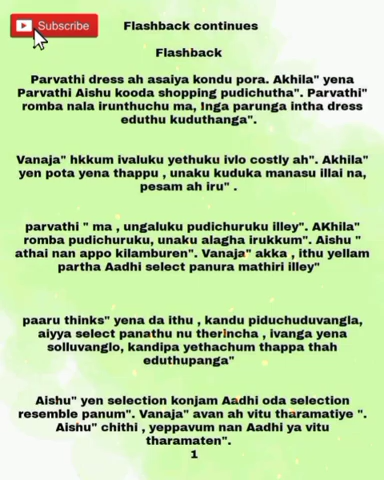 Subscribe
Flashback continues
Flashback
Parvathi dress ah asaiya kondu pora. Akhila" yena
Parvathi Aishu kooda shopping pudichutha". Parvathi"
romba nala irunthuchu ma, !nga parunga intha dress
eduthu kuduthanga".
Vanaja" hkkum ivaluku yethuku ivlo costly ah". Akhila"
yen pota yena thappu , unaku kuduka manasu illai na,
pesam ah iru" .
parvathi " ma , ungaluku pudichuruku illey". AKhila"
romba pudichuruku, unaku alagha irukkum". Aishu "
athai nan appo kilamburen". Vanaja" akka , ithu yellam
partha Aadhi select panura mathiri illey"
paaru thinks" yena da ithu , kandu piduchuduvangla,
aiyya select panathu nu therIncha , ivanga yena
solluvanglo, kandipa yethachum thappa thah
eduthupanga"
Aishu" yen selection konjam Aadhi oda selection
resemble panum". Vanaja" avan ah vitu tharamatiye ".
Aishu" chithi , yeppavum nan Aadhi ya vitu
tharamaten".
1